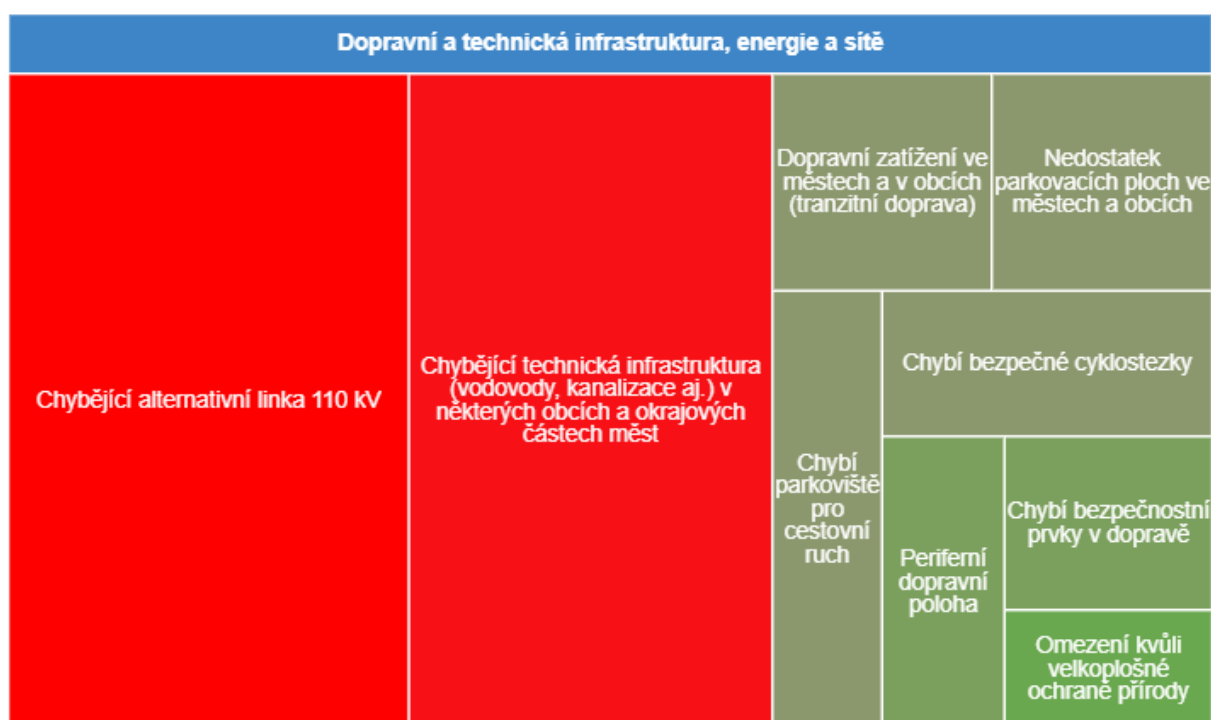 Dopravní a technická infrastruktura, energie a sítě
Chybějící alternativní linka 110 kV
Chybějící technická infrastruktura
(vodovody, kanalizace aj.) v
některých obcích a okrajových
částech měst
Dopravní zatížení ve
městech a v obcích
(tranzitní doprava)
Nedostatek
parkovacích ploch ve
městech a obcích
Chybí
parkoviště
pro
cestovní
ruch
Chybí bezpečné cyklostezky
Periferní
dopravní
poloha
Chybí bezpečnostní
prvky v dopravě
Omezení kvůli
velkoplošné
ochraně přírody